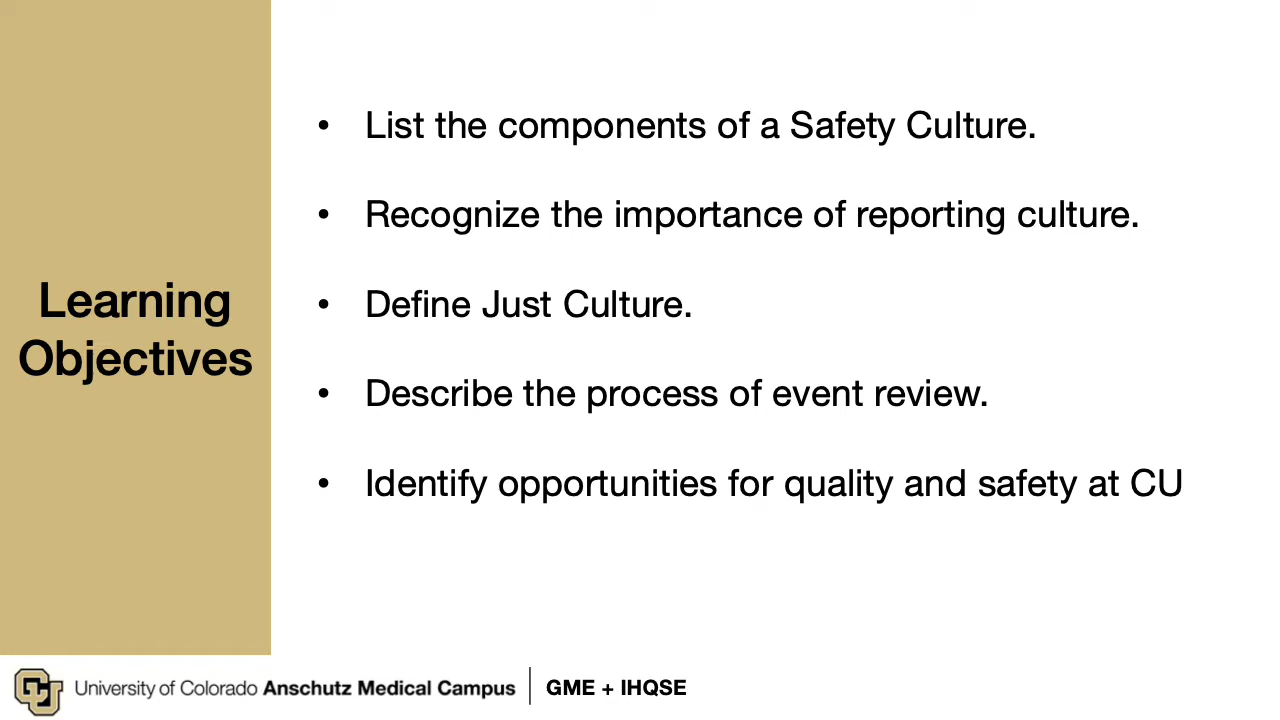 Learning
Objectives
• List the components of a Safety Culture.
• Recognize the importance of reporting culture.
• Define Just Culture.
• Describe the process of event review.
• Identify opportunities for quality and safety at CU
CU University of Colorado Anschutz Medical Campus | GME + IHQSE